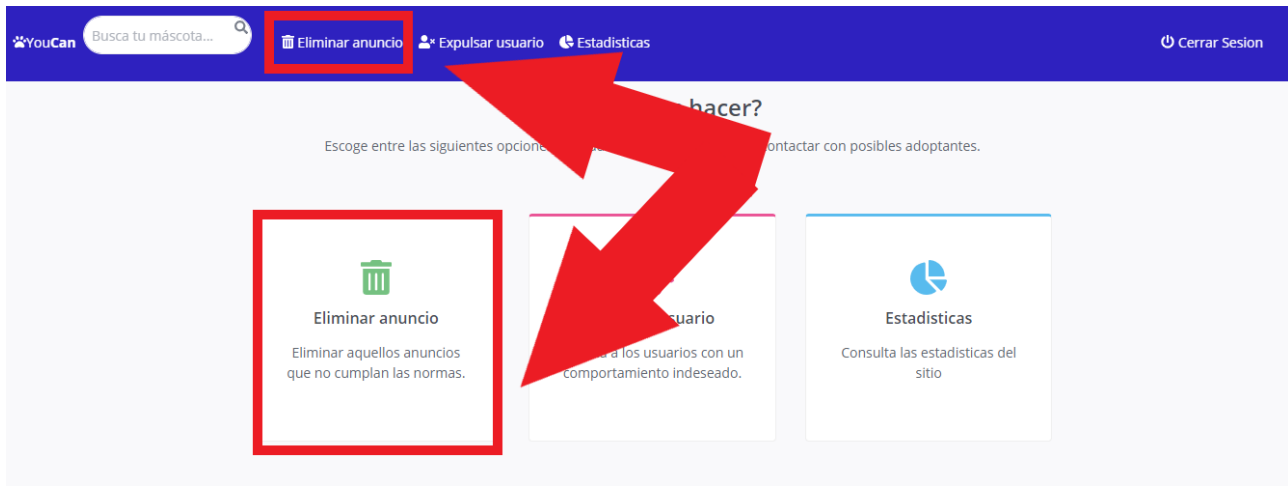 YouCan Busca tu máscota... Eliminar anuncio Expulsar usuario Estadisticas Cerrar Sesion
hacer?
Escoge entre las siguientes opcione contactar con posibles adoptantes.
Eliminar anuncio
Eliminar aquellos anuncios
que no cumplan las normas.
suario
a los usuarios con un
comportamiento indeseado.
Estadisticas
Consulta las estadisticas del
sitio